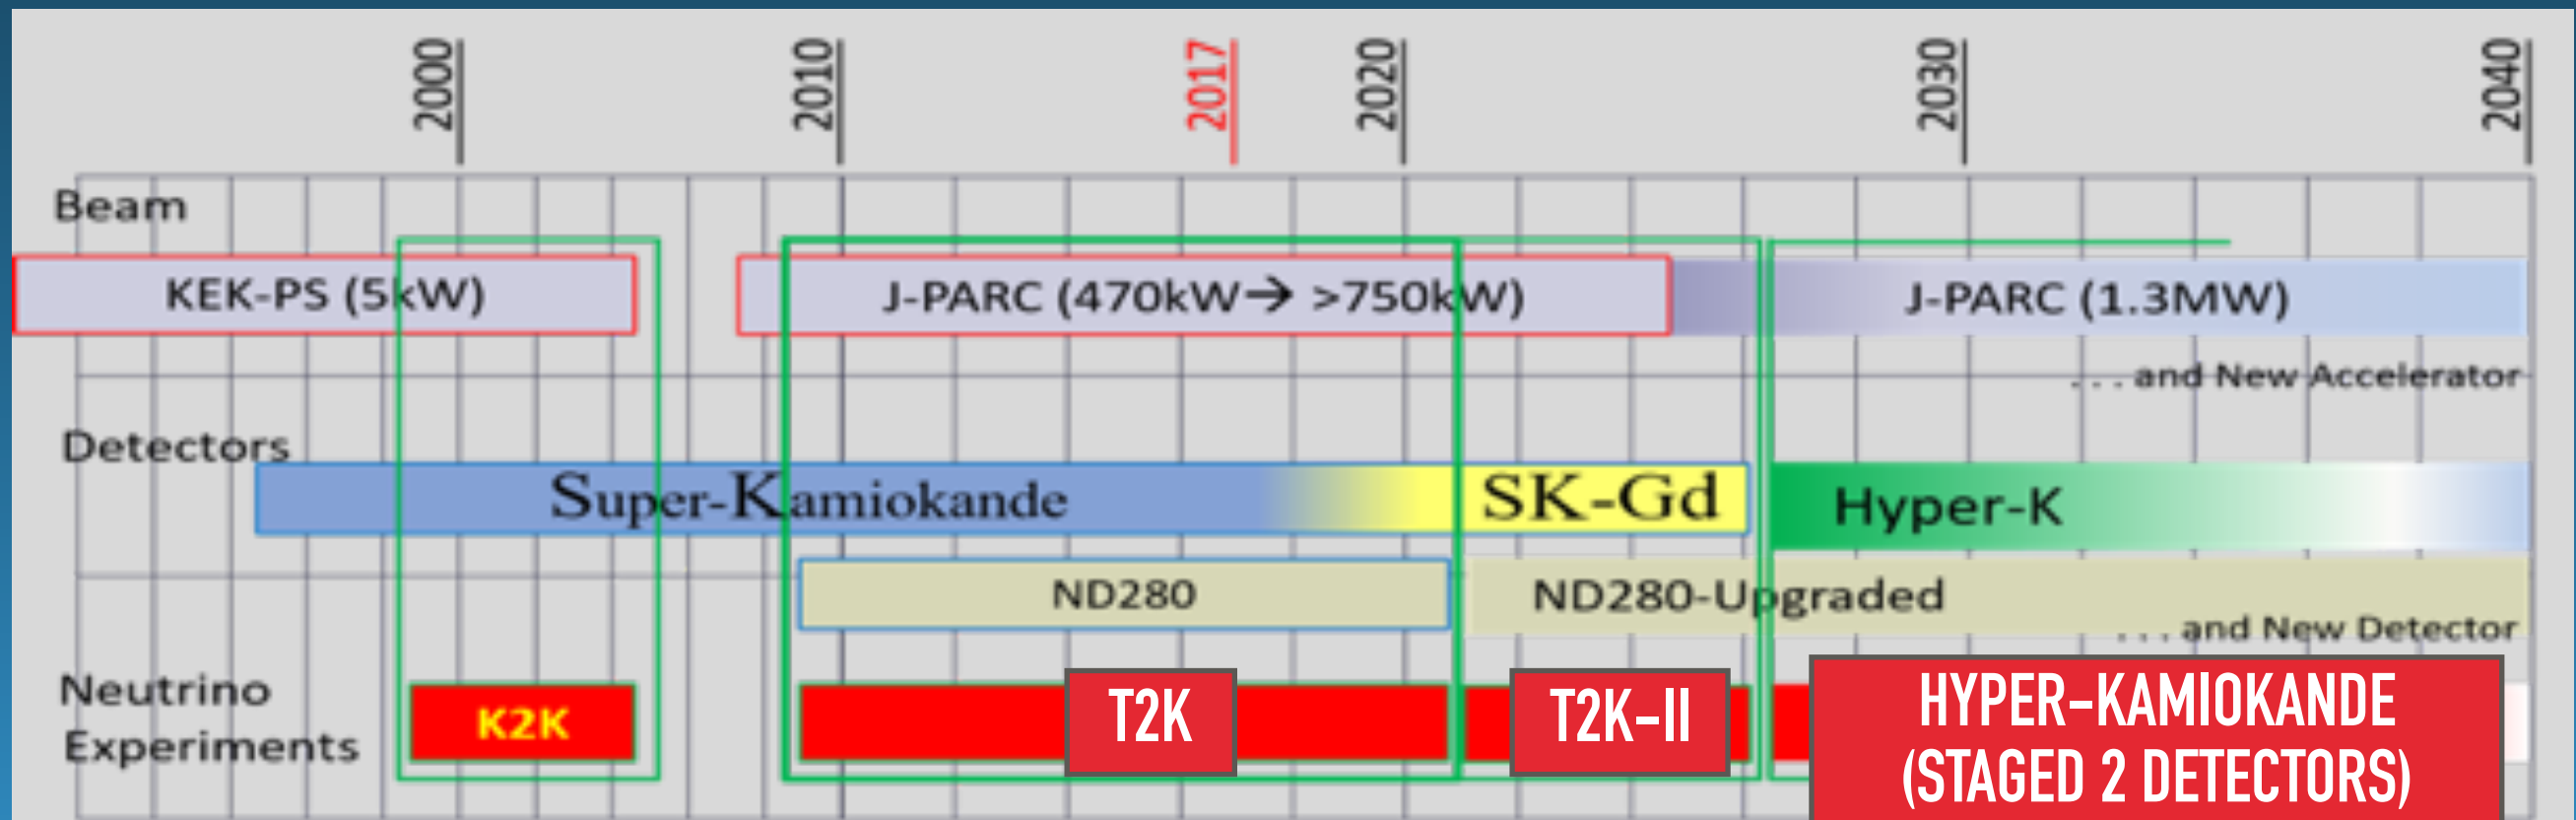 2000
2010
2017
2020
2030
2040
Beam
KEK-PS (5kW)
J-PARC (470kW→ >750kW)
J-PARC (1.3MW)
. . . and New Accelerator
Detectors
Super-Kamiokande
SK-Gd
Hyper-K
ND280
ND280-Upgraded
. . . and New Detector
Neutrino
Experiments
K2K
T2K
T2K-II
HYPER-KAMIOKANDE
(STAGED 2 DETECTORS)